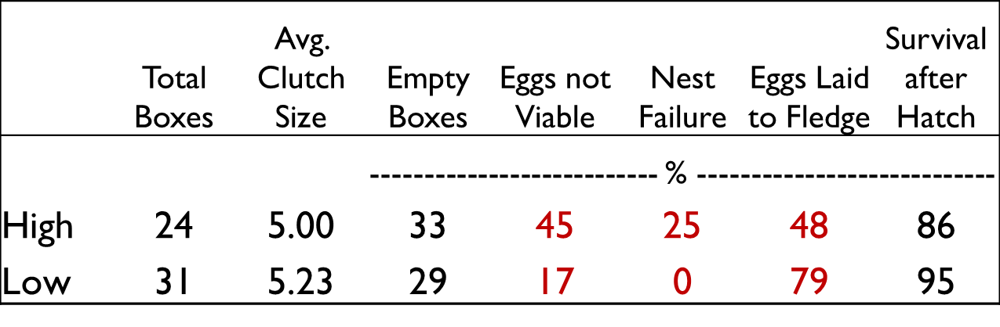 Avg. Survival
Total Clutch Empty Eggs not Nest Eggs Laid after
Boxes Size Boxes Viable Failure to Fledge Hatch
--------------------------- % ----------------------------
High 24 5.00 33 45 25 48 86
Low 31 5.23 29 17 0 79 95